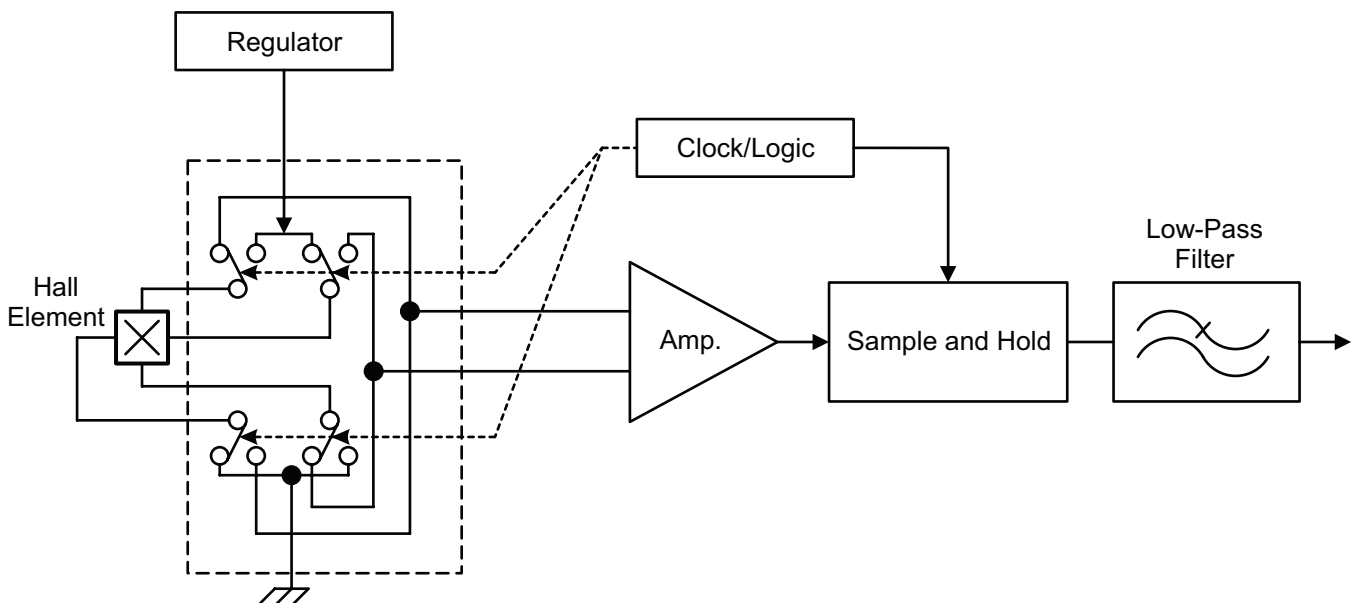 Regulator
Clock/Logic
Low-Pass
Filter
Hall
Element
Amp.
Sample and Hold